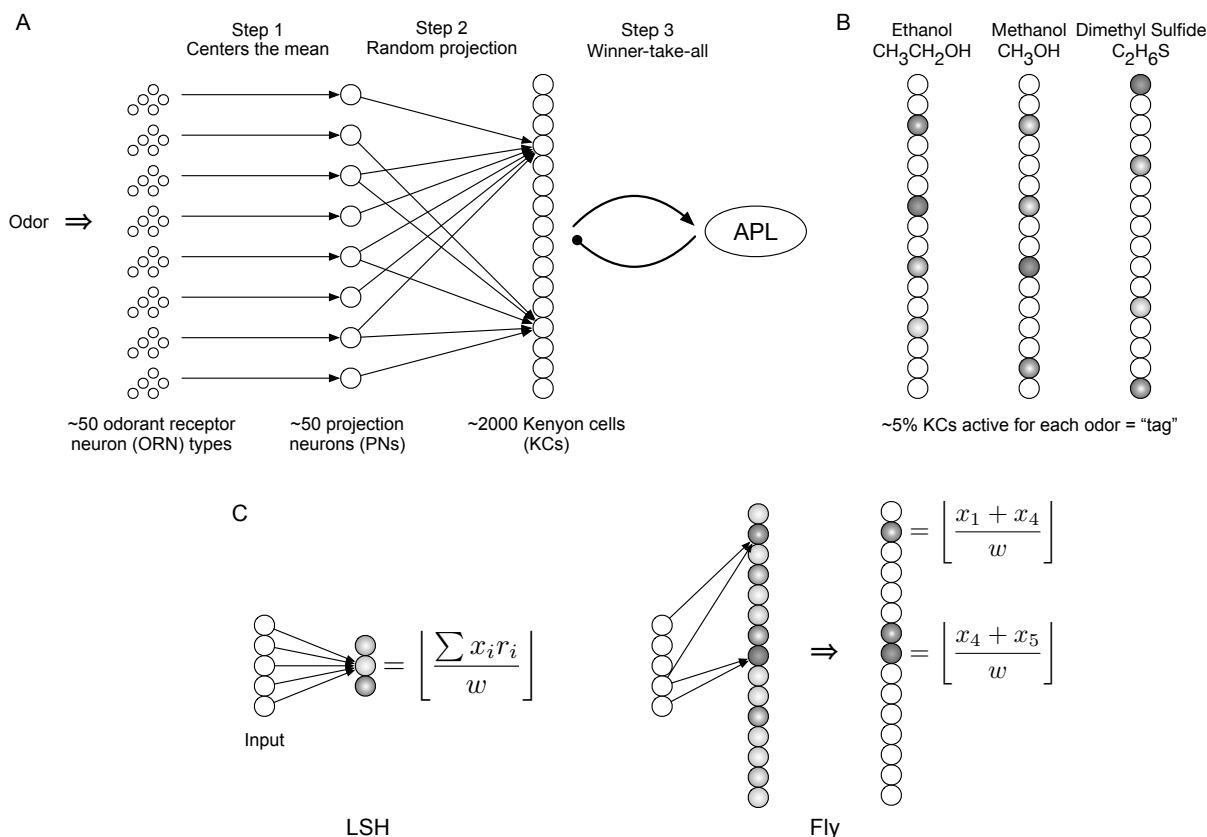 A
Step 1
Centers the mean
Step 2
Random projection
Step 3
Winner-take-all
Odor ⇒
APL
~50 odorant receptor
neuron (ORN) types
~50 projection
neurons (PNs)
~2000 Kenyon cells
(KCs)
B
Ethanol
CH₃CH₂OH
Methanol
CH₃OH
Dimethyl Sulfide
C₂H₆S
~5% KCs active for each odor = “tag”
C
Input
= ⌊ ∑ xᵢrᵢ / w ⌋
LSH
⇒
= ⌊ x₁ + x₄ / w ⌋
= ⌊ x₄ + x₅ / w ⌋
Fly